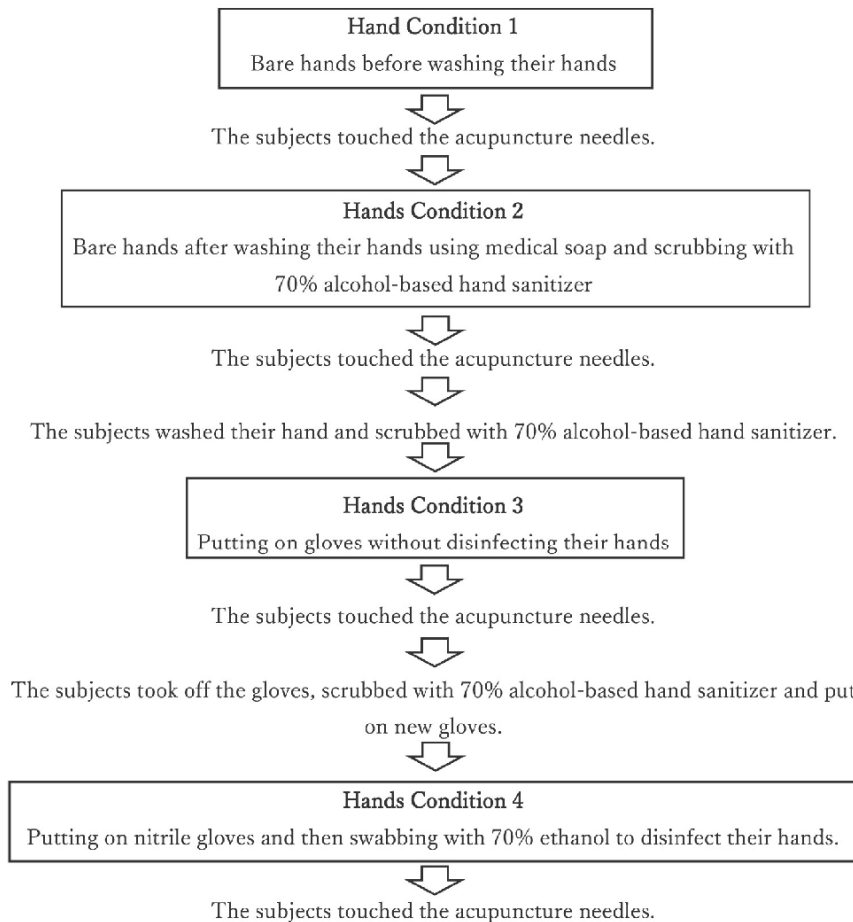 Hand Condition 1
Bare hands before washing their hands
The subjects touched the acupuncture needles.
Hands Condition 2
Bare hands after washing their hands using medical soap and scrubbing with
70% alcohol-based hand sanitizer
The subjects touched the acupuncture needles.
The subjects washed their hand and scrubbed with 70% alcohol-based hand sanitizer.
Hands Condition 3
Putting on gloves without disinfecting their hands
The subjects touched the acupuncture needles.
The subjects took off the gloves, scrubbed with 70% alcohol-based hand sanitizer and put
on new gloves.
Hands Condition 4
Putting on nitrile gloves and then swabbing with 70% ethanol to disinfect their hands.
The subjects touched the acupuncture needles.